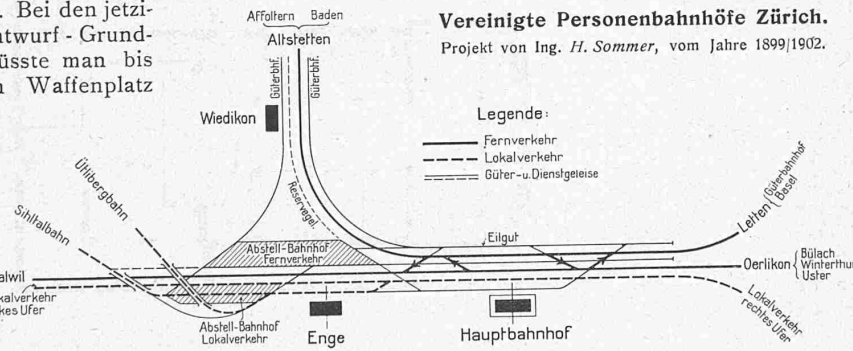 . Bei den jetzi-
ntwurf - Grund-
üsste man bis
n Waffenplatz
Vereinigte Personenbahnhöfe Zürich.
Projekt von Ing. H. Sommer, vom Jahre 1899/1902.
Affoltern Baden
Altstetten
Güterbhf.
Güterbhf.
Wiedikon
Legende:
Fernverkehr
Lokalverkehr
Güter-u. Dienstgeleise
Ütlibergbahn
Sihltalbahn
Reservegel.
Abstell-Bahnhof
Fernverkehr
Eilgut
Letten
Güterbahnhof
Basel
Oerlikon
Bülach
Winterthur
Uster
alwil
kalverkehr
kes Ufer
Abstell-Bahnhof
Lokalverkehr
Enge
Hauptbahnhof
Lokalverkehr
rechtes Ufer